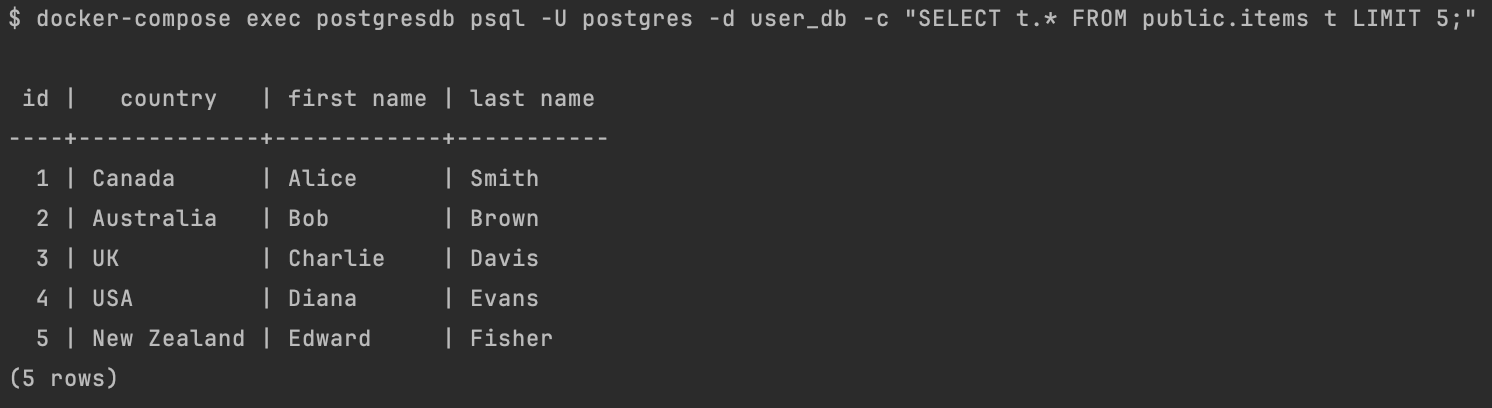 $ docker-compose exec postgresdb psql -U postgres -d user_db -c "SELECT t.* FROM public.items t LIMIT 5;"
 id |   country   | first name | last name
----+-------------+------------+-----------
  1 | Canada      | Alice      | Smith
  2 | Australia   | Bob        | Brown
  3 | UK          | Charlie    | Davis
  4 | USA         | Diana      | Evans
  5 | New Zealand | Edward     | Fisher
(5 rows)